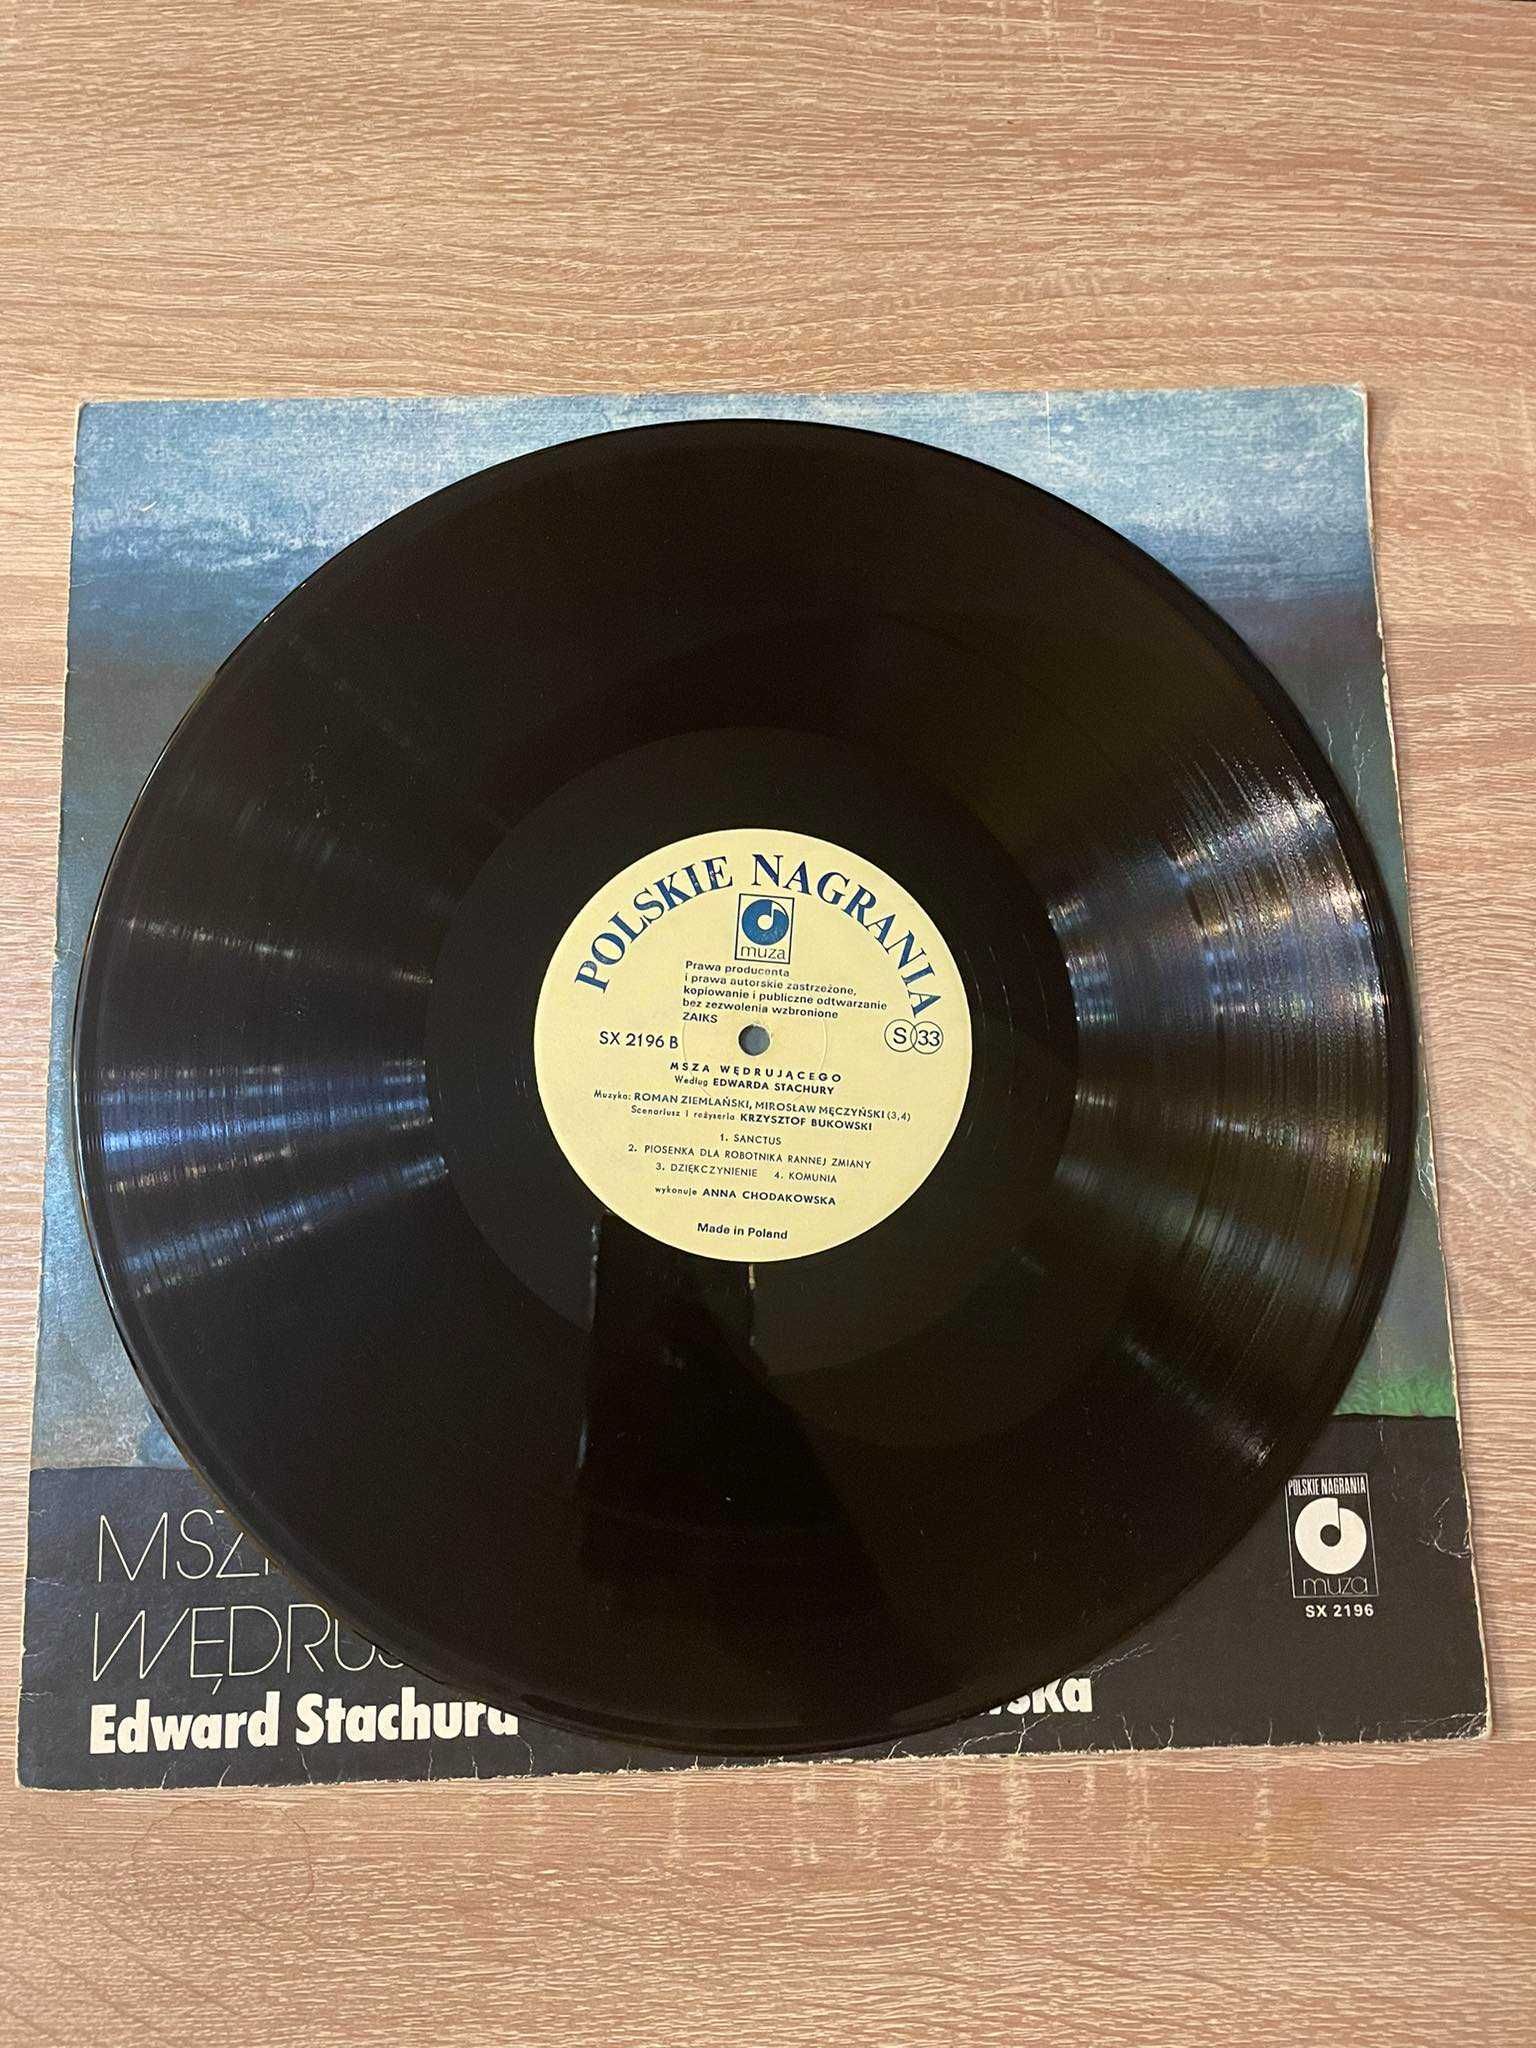 POLSKIE NAGRANIA
muza
Prawa producenta
i prawa autorskie zastrzeżone,
kopiowanie i publiczne odtwarzanie
bez zezwolenia wzbronione
ZAIKS
SX 2196 B
S 33
MSZA WĘDRUJĄCEGO
Według EDWARDA STACHURY
Muzyka: ROMAN ZIEMLAŃSKI, MIROSŁAW MĘCZYŃSKI (3,4)
Scenariusz i reżyseria KRZYSZTOF BUKOWSKI
1. SANCTUS
2. PIOSENKA DLA ROBOTNIKA RANNEJ ZMIANY
3. DZIĘKCZYNIENIE 4. KOMUNIA
wykonuje ANNA CHODAKOWSKA
Made in Poland
POLSKIE NAGRANIA
muza
SX 2196
Edward Stachura